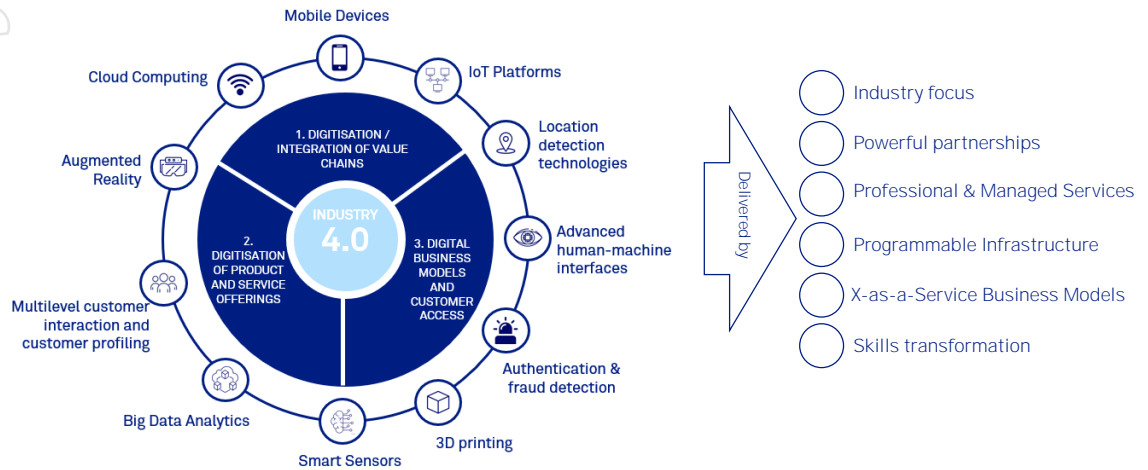 Mobile Devices
Cloud Computing
IoT Platforms
Augmented
Reality
Location
detection
technologies
1. DIGITISATION /
INTEGRATION OF VALUE
CHAINS
INDUSTRY
4.0
2.
DIGITISATION
OF PRODUCT
AND SERVICE
OFFERINGS
3. DIGITAL
BUSINESS
MODELS
AND
CUSTOMER
ACCESS
Advanced
human-machine
interfaces
Multilevel customer
interaction and
customer profiling
Authentication &
fraud detection
Big Data Analytics
3D printing
Smart Sensors
Delivered by
Industry focus
Powerful partnerships
Professional & Managed Services
Programmable Infrastructure
X-as-a-Service Business Models
Skills transformation